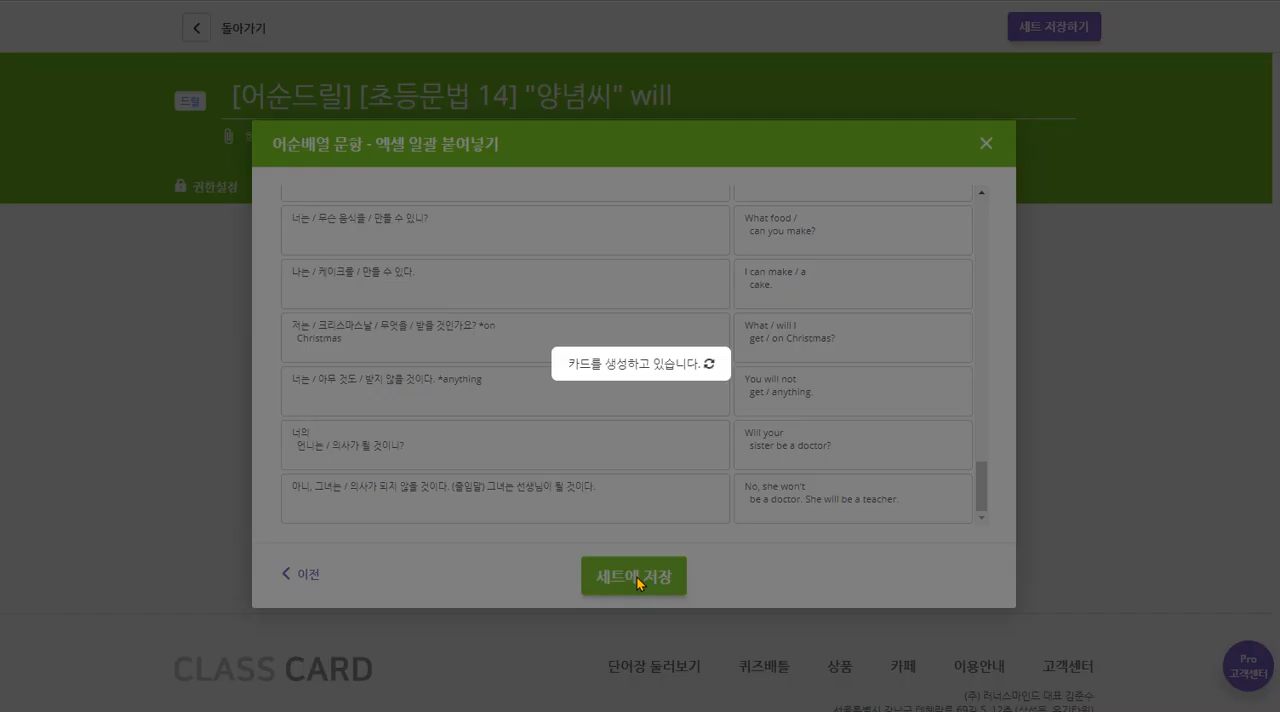 돌아가기
세트 저장하기
드릴
[어순드릴] [초등문법 14] "양념씨" will
권한설정
어순배열 문항 - 엑셀 일괄 붙여넣기
너는 / 무슨 음식을 / 만들 수 있니?
What food /
can you make?
나는 / 케이크를 / 만들 수 있다.
I can make / a
cake.
저는 / 크리스마스날 / 무엇을 / 받을 것인가요? *on
Christmas
What / will I
get / on Christmas?
카드를 생성하고 있습니다.
너는 / 아무 것도 / 받지 않을 것이다. *anything
You will not
get / anything.
너의
언니는 / 의사가 될 것이니?
Will your
sister be a doctor?
아니, 그녀는 / 의사가 되지 않을 것이다. (줄임말) 그녀는 선생님이 될 것이다.
No, she won't
be a doctor. She will be a teacher.
이전
세트에 저장
CLASS CARD
단어장 둘러보기 퀴즈배틀 상품 카페 이용안내 고객센터
Pro
고객센터
(주) 러너스마인드 대표 김준수